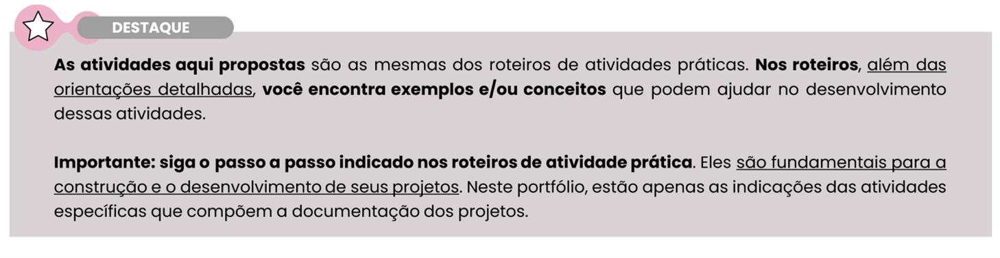 DESTAQUE
As atividades aqui propostas são as mesmas dos roteiros de atividades práticas. Nos roteiros, além das
orientações detalhadas, você encontra exemplos e/ou conceitos que podem ajudar no desenvolvimento
dessas atividades.
Importante: siga o passo a passo indicado nos roteiros de atividade prática. Eles são fundamentais para a
construção e o desenvolvimento de seus projetos. Neste portfólio, estão apenas as indicações das atividades
específicas que compõem a documentação dos projetos.